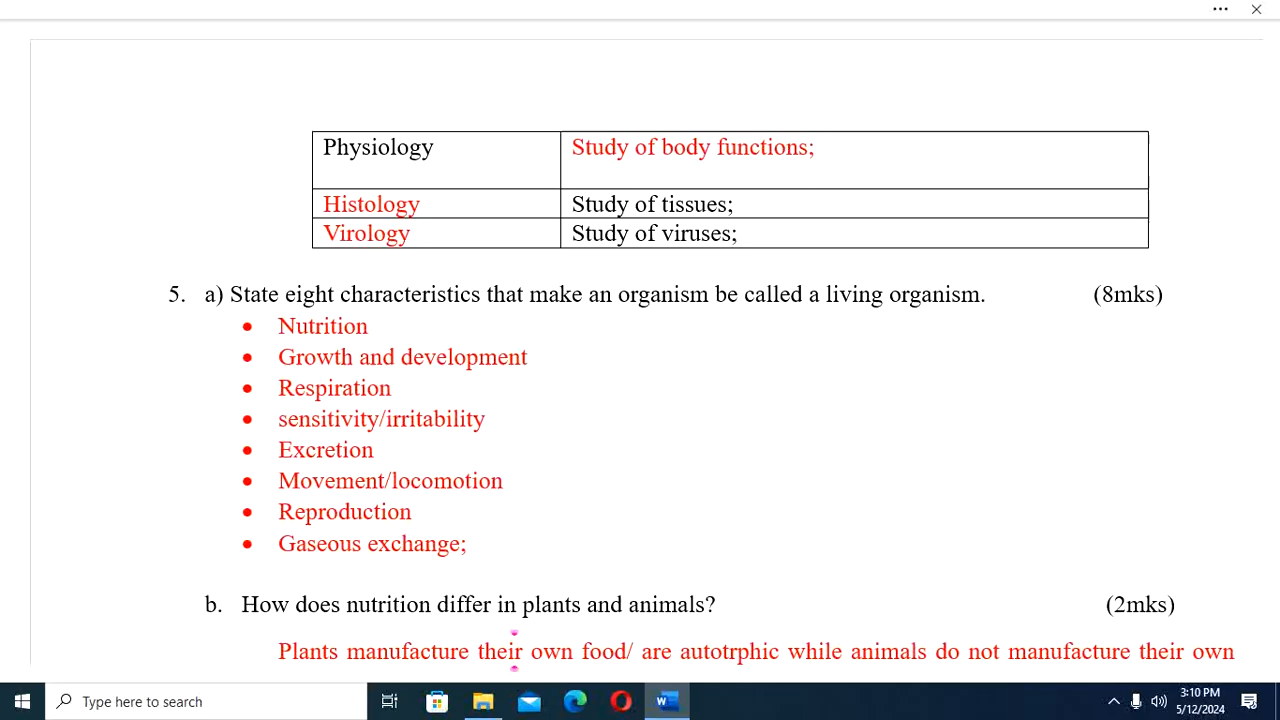 Physiology Study of body functions;
Histology Study of tissues;
Virology Study of viruses;
5. a) State eight characteristics that make an organism be called a living organism. (8mks)
• Nutrition
• Growth and development
• Respiration
• sensitivity/irritability
• Excretion
• Movement/locomotion
• Reproduction
• Gaseous exchange;
b. How does nutrition differ in plants and animals? (2mks)
Plants manufacture their own food/ are autotrphic while animals do not manufacture their own
Type here to search
W
3:10 PM
5/12/2024